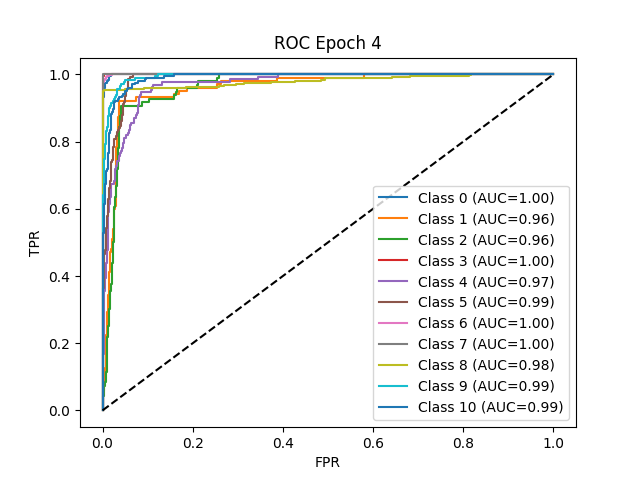 ROC Epoch 4
TPR
1.0
0.8
0.6
0.4
0.2
0.0
Class 0 (AUC=1.00)
Class 1 (AUC=0.96)
Class 2 (AUC=0.96)
Class 3 (AUC=1.00)
Class 4 (AUC=0.97)
Class 5 (AUC=0.99)
Class 6 (AUC=1.00)
Class 7 (AUC=1.00)
Class 8 (AUC=0.98)
Class 9 (AUC=0.99)
Class 10 (AUC=0.99)
0.0 0.2 0.4 0.6 0.8 1.0
FPR